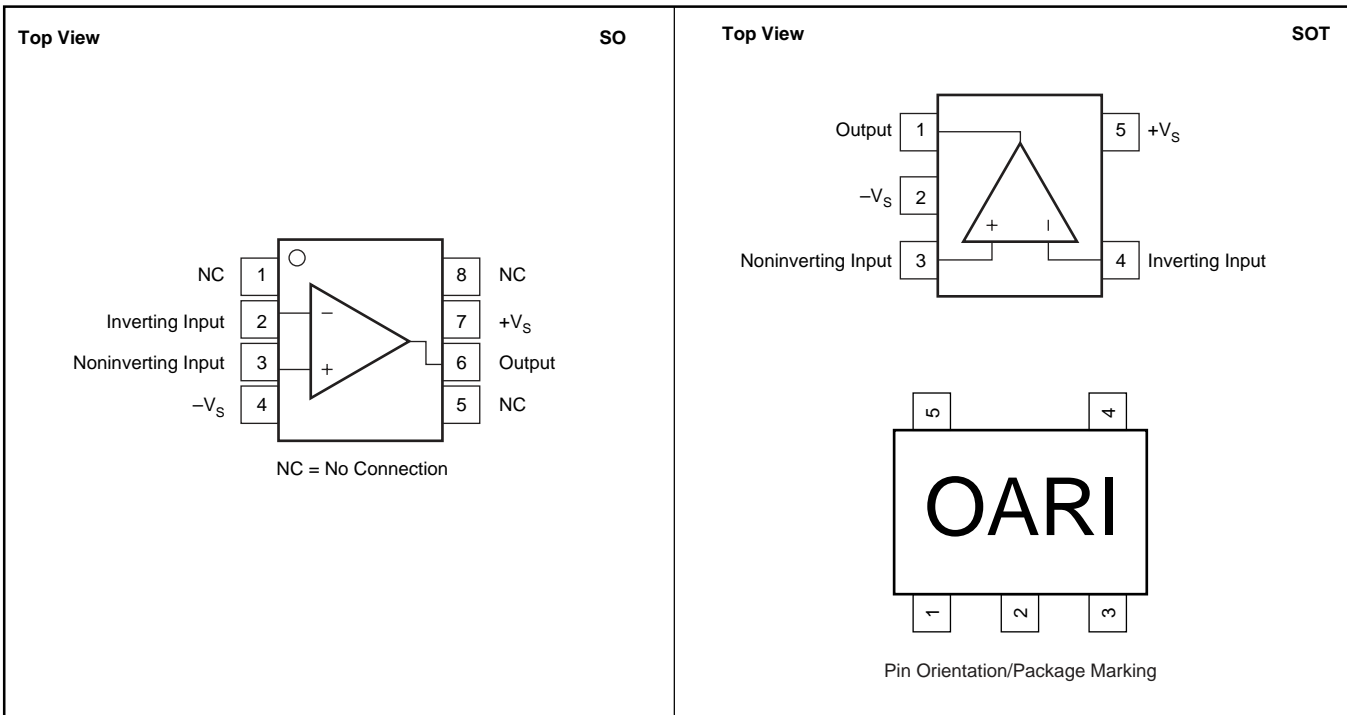 Top View SO
NC 1 8 NC
Inverting Input 2 − 7 +VS
Noninverting Input 3 + 6 Output
−VS 4 5 NC
NC = No Connection
Top View SOT
Output 1 5 +VS
−VS 2
+ −
Noninverting Input 3 4 Inverting Input
5 4
OARI
1 2 3
Pin Orientation/Package Marking